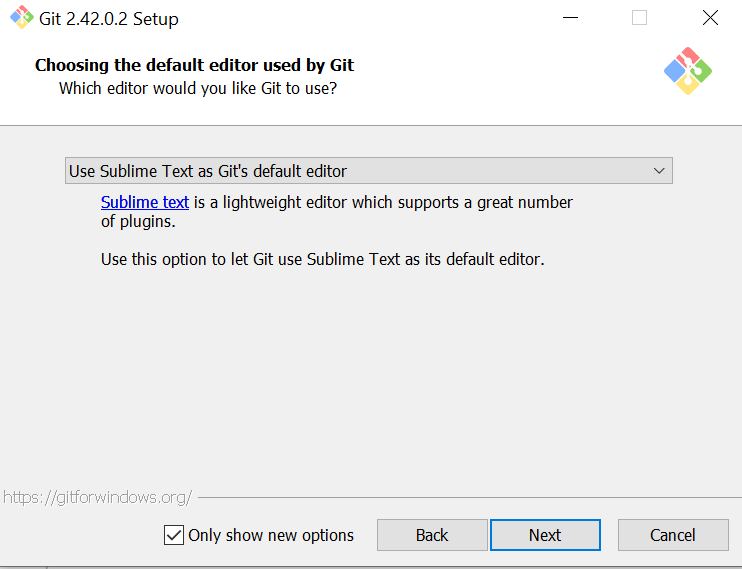 Git 2.42.0.2 Setup
Choosing the default editor used by Git
Which editor would you like Git to use?
Use Sublime Text as Git's default editor
Sublime text is a lightweight editor which supports a great number
of plugins.
Use this option to let Git use Sublime Text as its default editor.
https://gitforwindows.org/
Only show new options
Back
Next
Cancel